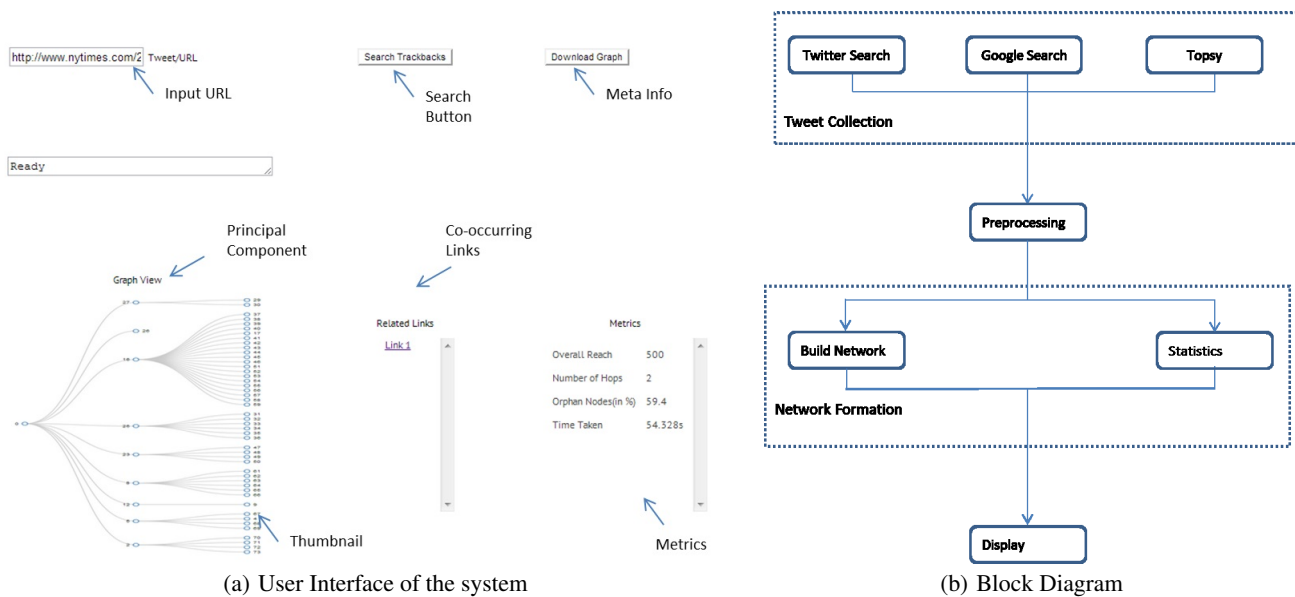 http://www.nytimes.com/2 Tweet/URL
Search Trackbacks
Download Graph
Input URL
Search
Button
Meta Info
Ready
Principal
Component
Co-occurring
Links
Graph View
Related Links
Link 1
Metrics
Overall Reach 500
Number of Hops 2
Orphan Nodes(in %) 59.4
Time Taken 54.328s
Thumbnail
Metrics
(a) User Interface of the system
Twitter Search
Google Search
Topsy
Tweet Collection
Preprocessing
Build Network
Statistics
Network Formation
Display
(b) Block Diagram